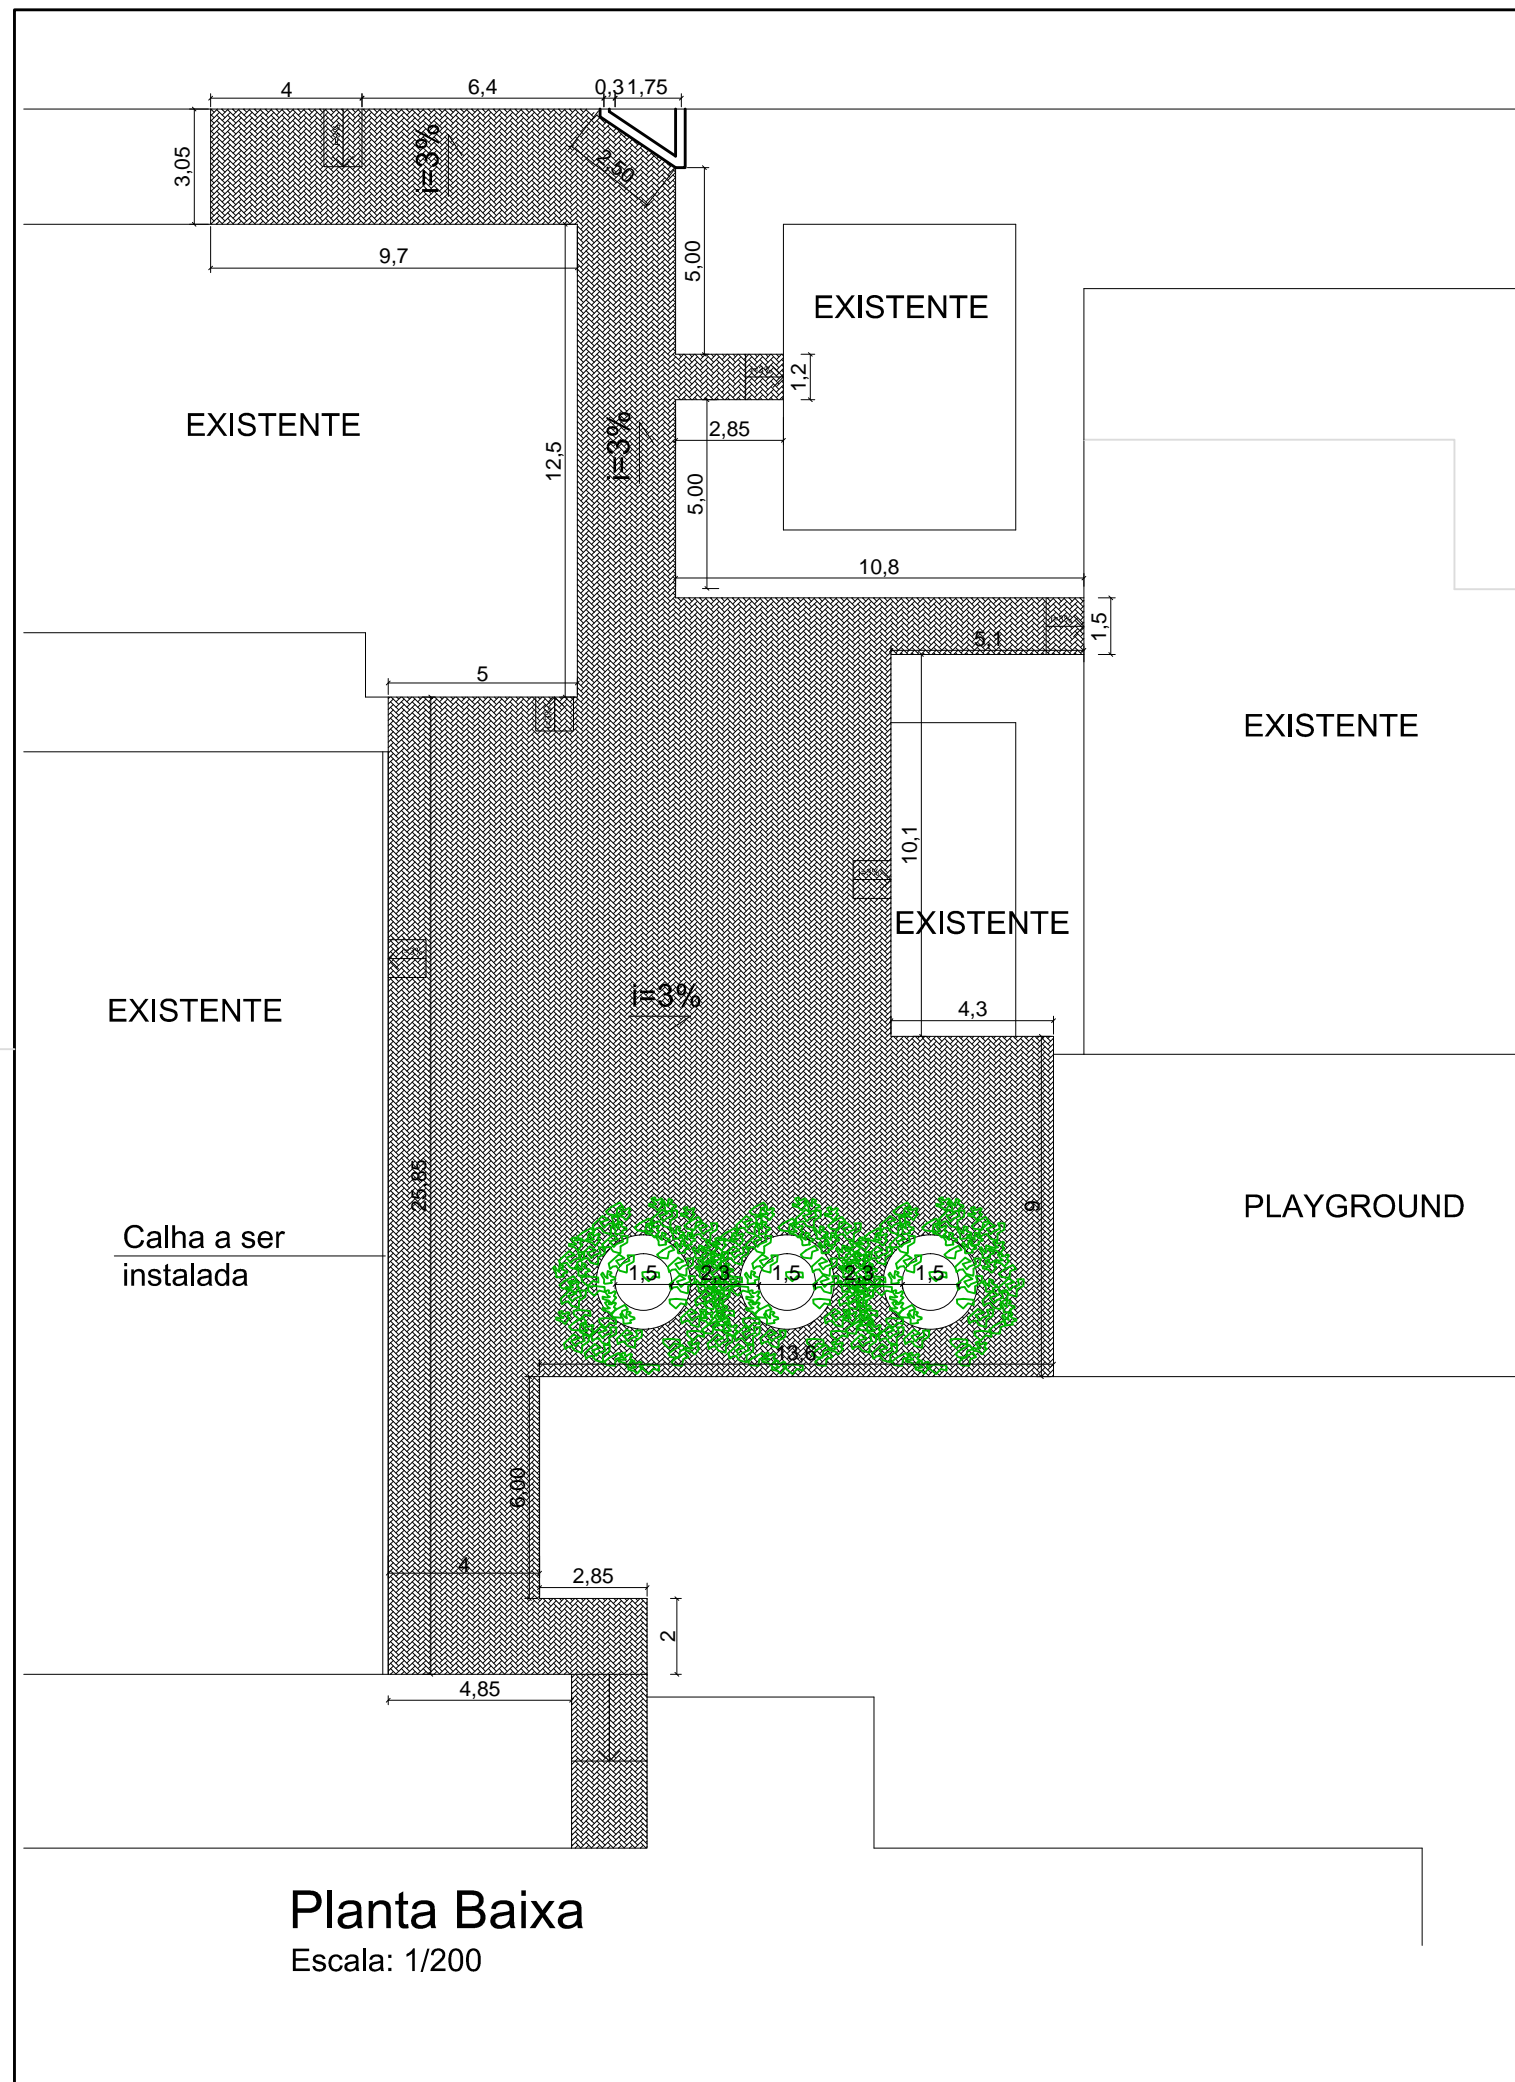 4
6,4
0,3
1,75
3,05
i=3%
2,50
9,7
5,00
EXISTENTE
1,2
EXISTENTE
2,85
i=3%
12,5
5,00
10,8
1,5
5,1
5
EXISTENTE
10,1
EXISTENTE
i=3%
EXISTENTE
4,3
25,85
9
PLAYGROUND
Calha a ser
instalada
1,5
2,3
1,5
2,3
1,5
13,6
6,00
4
2,85
2
4,85
Planta Baixa
Escala: 1/200